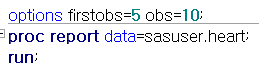 options firstobs=5 obs=10;
proc report data=sasuser.heart;
run;